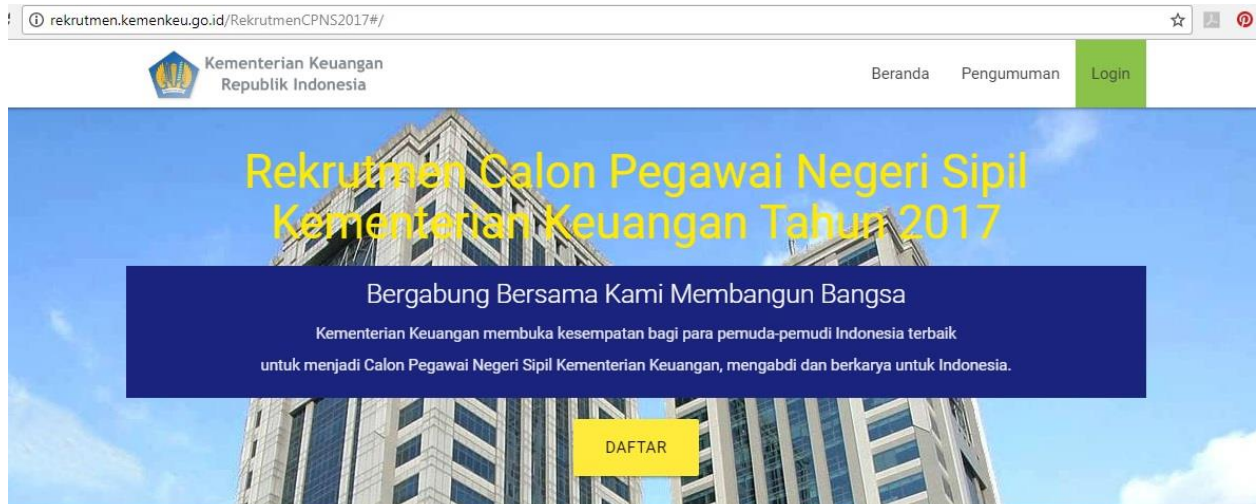 rekrutmen.kemenkeu.go.id/RekrutmenCPNS2017#/
Kementerian Keuangan
Republik Indonesia
Beranda Pengumuman Login
Rekrutmen Calon Pegawai Negeri Sipil
Kementerian Keuangan Tahun 2017
Bergabung Bersama Kami Membangun Bangsa
Kementerian Keuangan membuka kesempatan bagi para pemuda-pemudi Indonesia terbaik
untuk menjadi Calon Pegawai Negeri Sipil Kementerian Keuangan, mengabdi dan berkarya untuk Indonesia.
DAFTAR